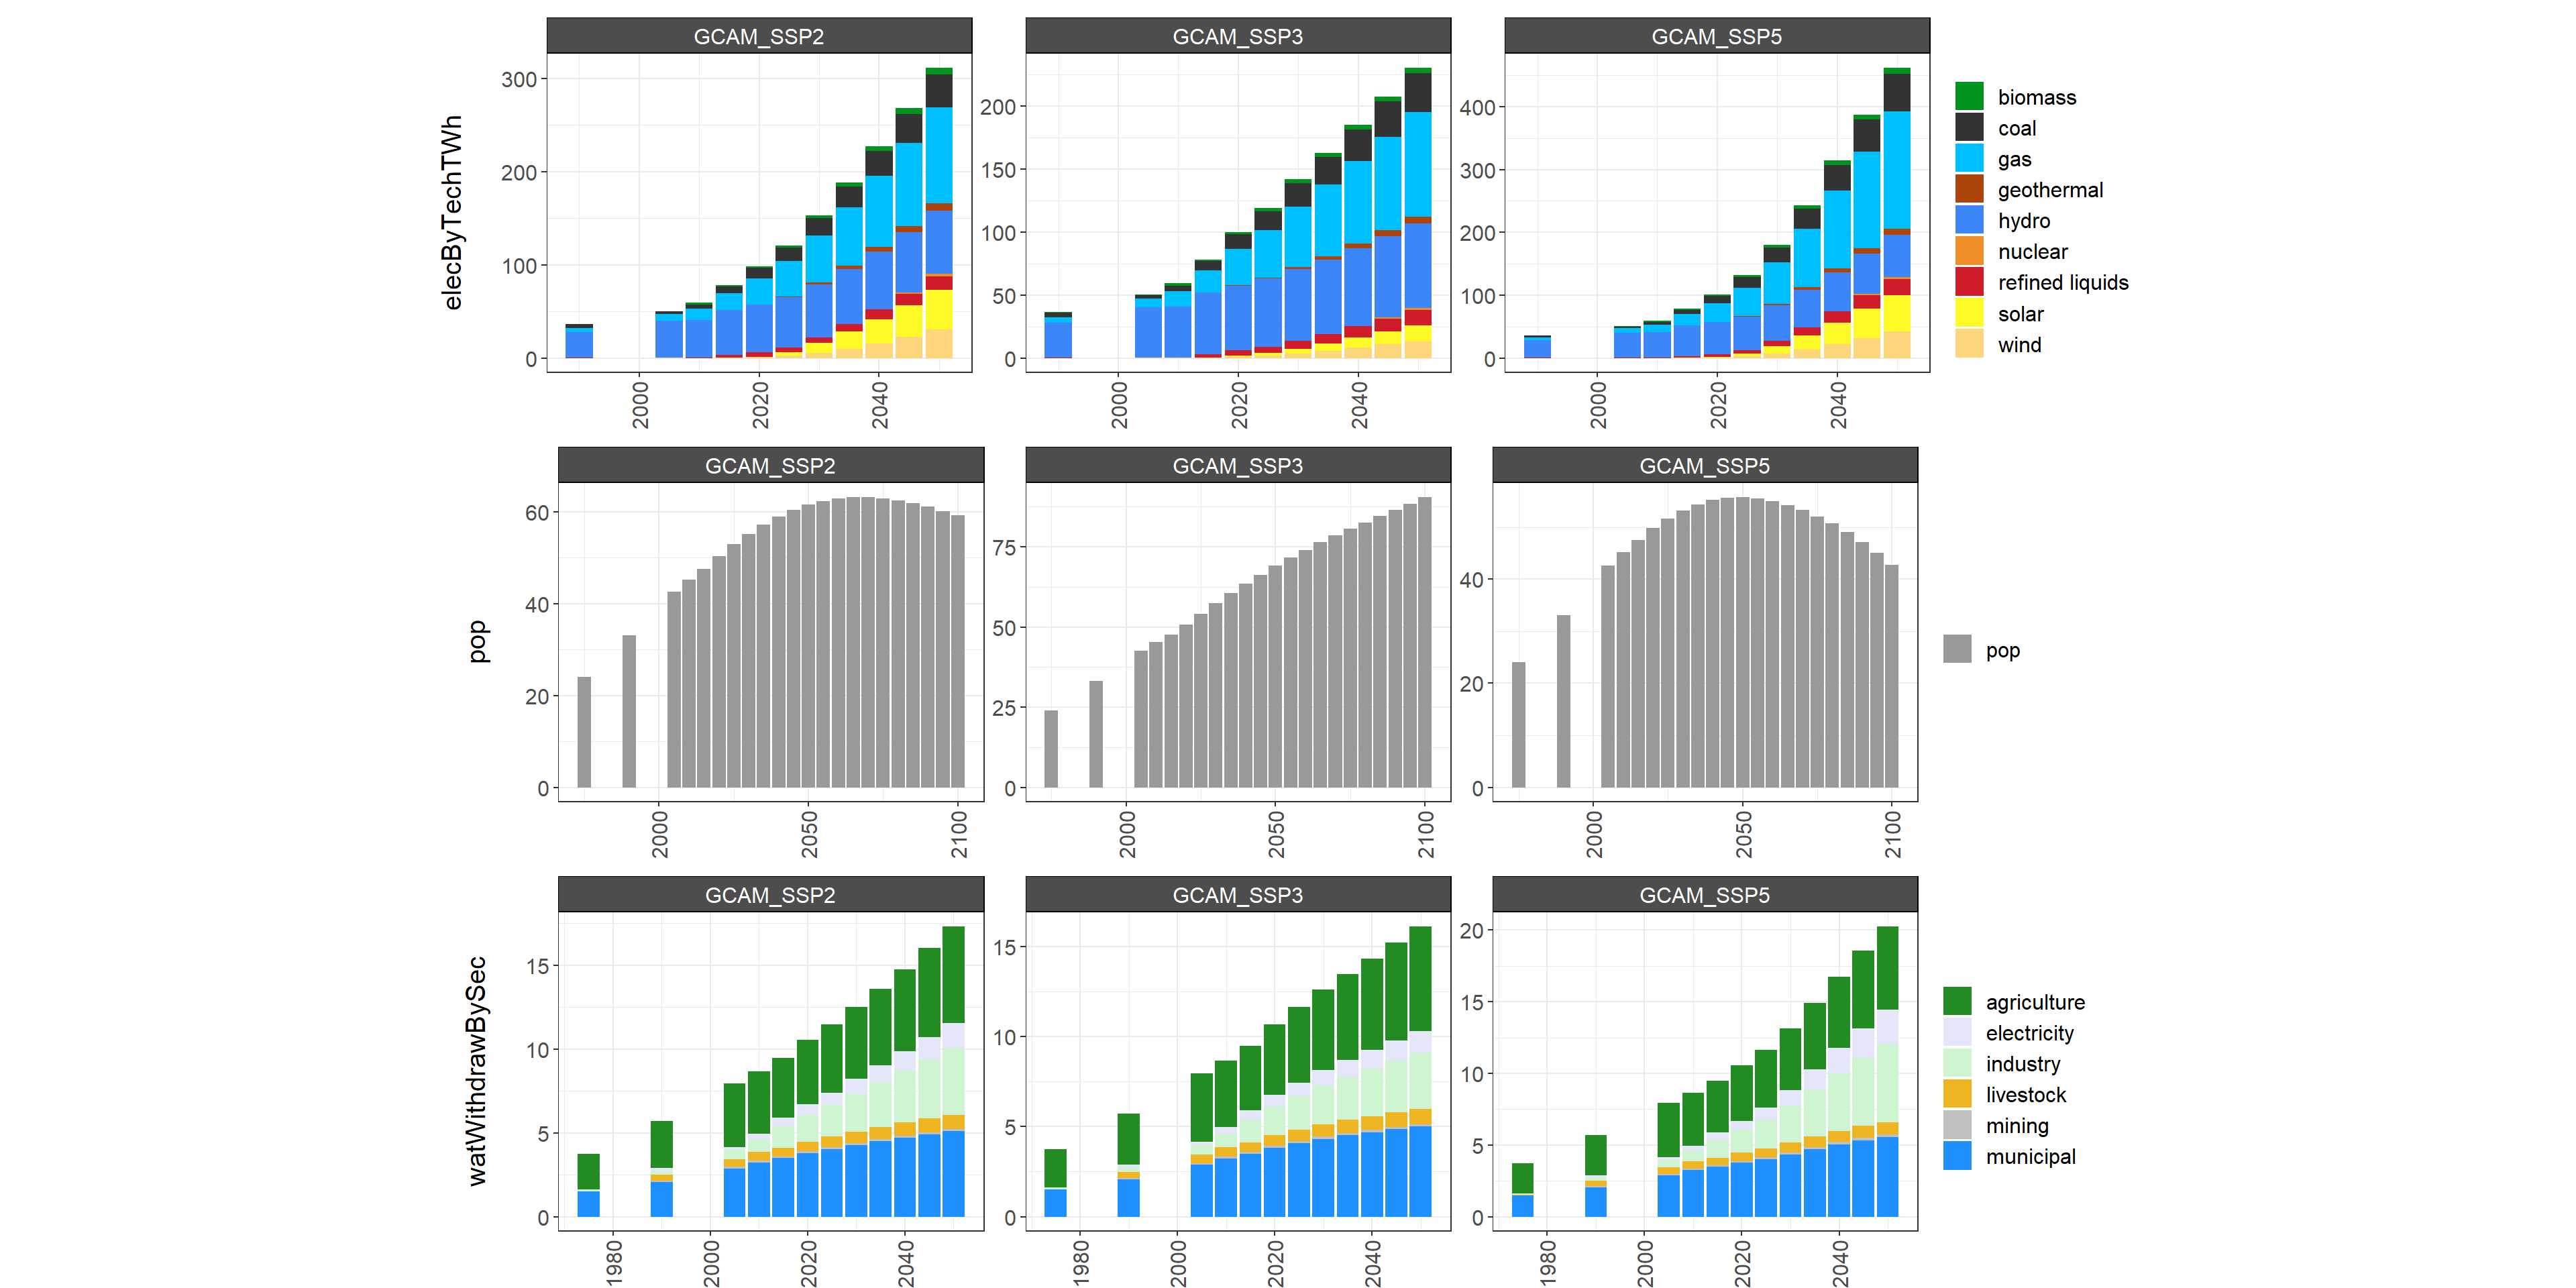 GCAM_SSP2 GCAM_SSP3 GCAM_SSP5
elecByTechTWh
300
200
100
0
2000 2020 2040
200
150
100
50
0
2000 2020 2040
400
300
200
100
0
2000 2020 2040
biomass
coal
gas
geothermal
hydro
nuclear
refined liquids
solar
wind
GCAM_SSP2 GCAM_SSP3 GCAM_SSP5
pop
60
40
20
0
2000 2050 2100
75
50
25
0
2000 2050 2100
40
20
0
2000 2050 2100
pop
GCAM_SSP2 GCAM_SSP3 GCAM_SSP5
watWithdrawBySec
15
10
5
0
1980 2000 2020 2040
15
10
5
0
1980 2000 2020 2040
20
15
10
5
0
1980 2000 2020 2040
agriculture
electricity
industry
livestock
mining
municipal